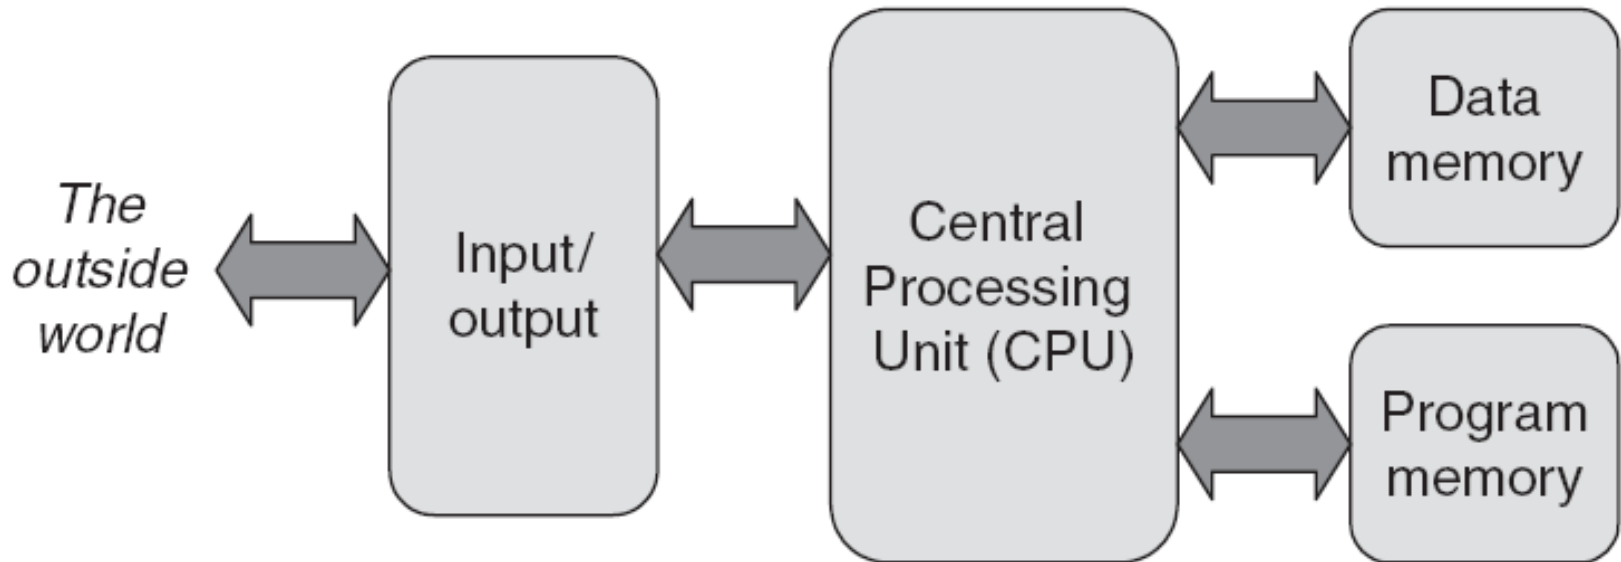 The
outside
world
Input/
output
Central
Processing
Unit (CPU)
Data
memory
Program
memory